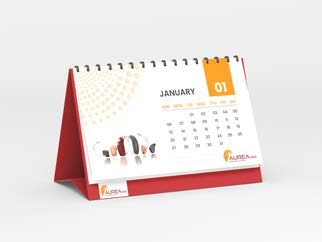 JANUARY
01
SUN MON TUE WED THU FRI SAT
01 02 03 04 05
06 07 08 09 10 11 12
13 14 15 16 17 18 19
20 21 22 23 24 25 26
27 28 29 30 31
AUREA
AUREA